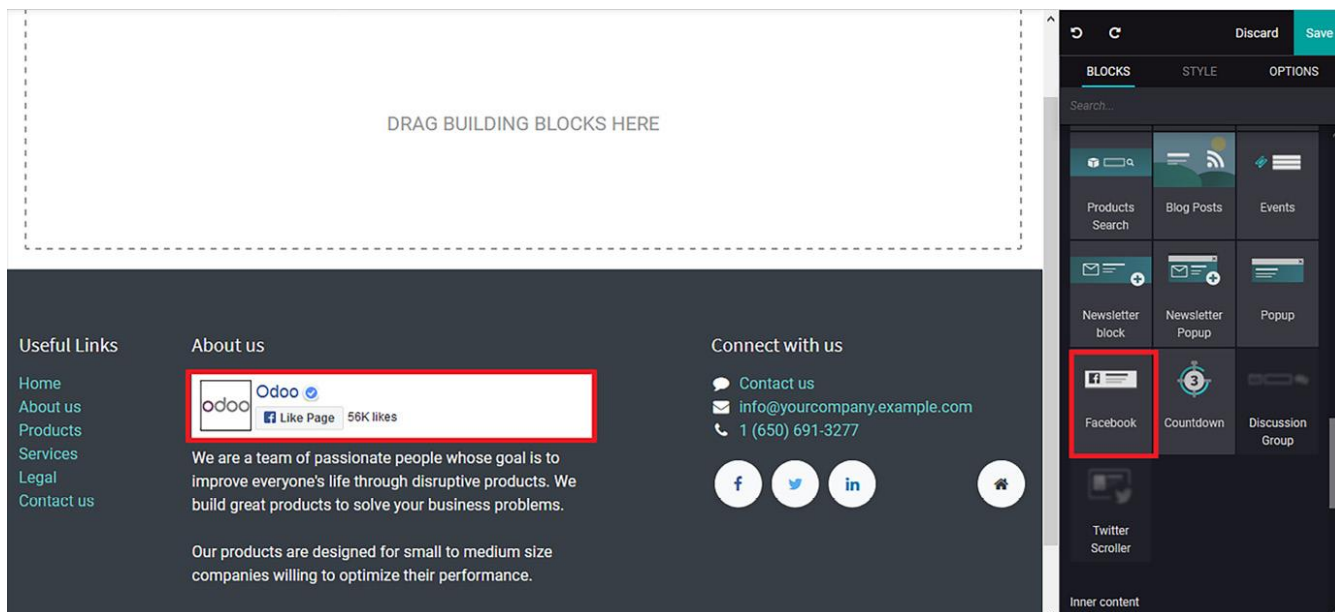 DRAG BUILDING BLOCKS HERE
Useful Links
Home
About us
Products
Services
Legal
Contact us
About us
odoo
Odoo
Like Page 56K likes
We are a team of passionate people whose goal is to
improve everyone's life through disruptive products. We
build great products to solve your business problems.
Our products are designed for small to medium size
companies willing to optimize their performance.
Connect with us
Contact us
info@yourcompany.example.com
1 (650) 691-3277
Discard Save
BLOCKS STYLE OPTIONS
Search...
Products
Search
Blog Posts
Events
Newsletter
block
Newsletter
Popup
Popup
Facebook
3
Countdown
Discussion
Group
Twitter
Scroller
Inner content